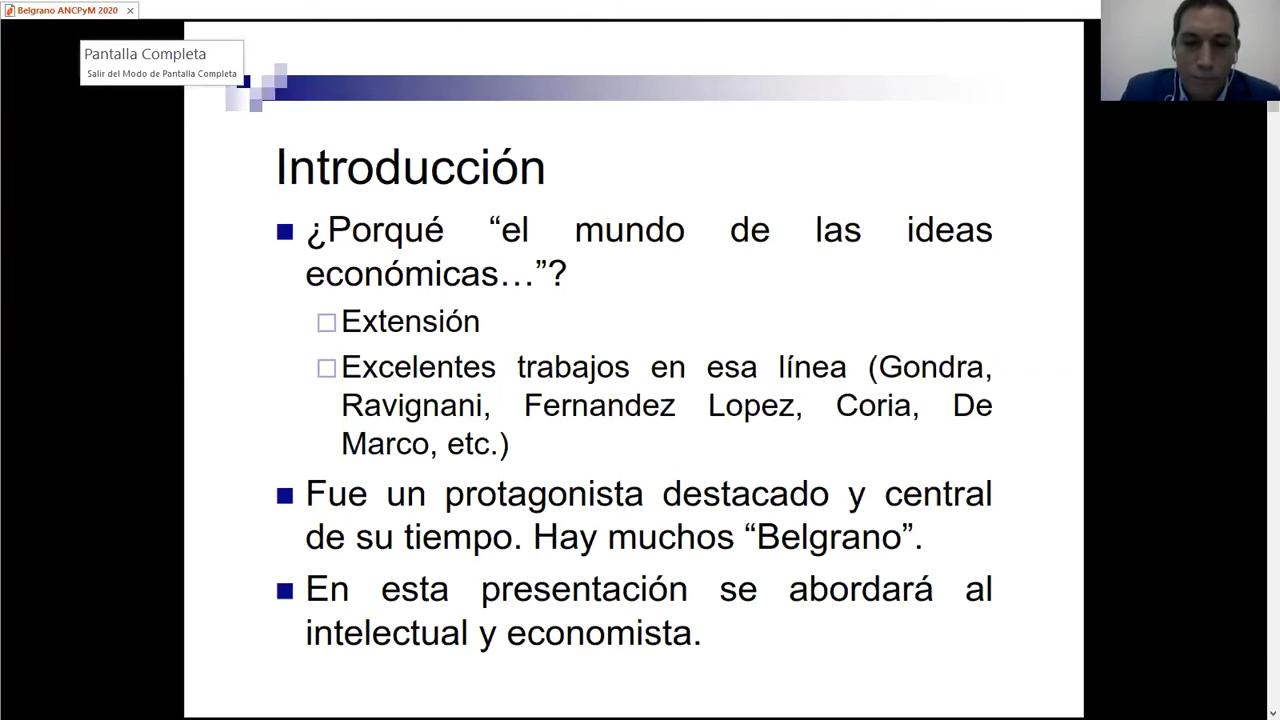 Belgrano ANCPyM 2020
Pantalla Completa
Salir del Modo de Pantalla Completa
Introducción
¿Porqué “el mundo de las ideas
económicas…”?
Extensión
Excelentes trabajos en esa línea (Gondra,
Ravignani, Fernandez Lopez, Coria, De
Marco, etc.)
Fue un protagonista destacado y central
de su tiempo. Hay muchos “Belgrano”.
En esta presentación se abordará al
intelectual y economista.